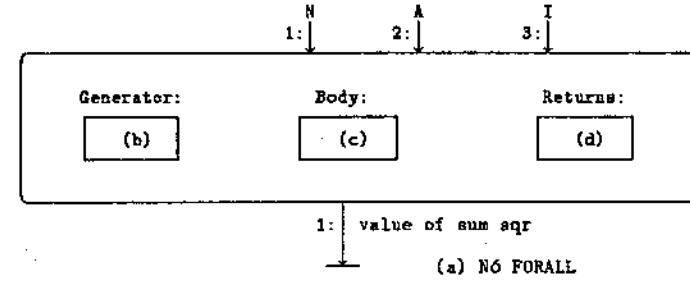 N A I
1: 2: 3:
Generator: Body: Returns:
(b) (c) (d)
1: value of sum sqr
(a) N6 FORALL